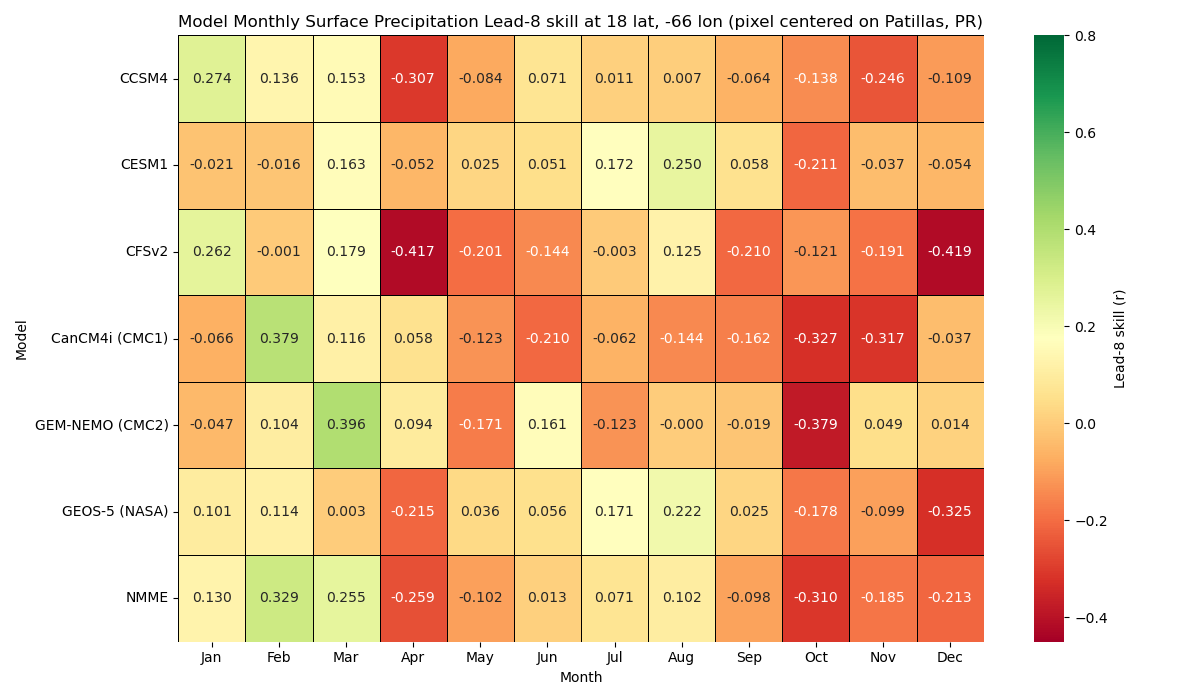 Model Monthly Surface Precipitation Lead-8 skill at 18 lat, -66 lon (pixel centered on Patillas, PR)
Model
CCSM4 0.274 0.136 0.153 -0.307 -0.084 0.071 0.011 0.007 -0.064 -0.138 -0.246 -0.109
CESM1 -0.021 -0.016 0.163 -0.052 0.025 0.051 0.172 0.250 0.058 -0.211 -0.037 -0.054
CFSv2 0.262 -0.001 0.179 -0.417 -0.201 -0.144 -0.003 0.125 -0.210 -0.121 -0.191 -0.419
CanCM4i (CMC1) -0.066 0.379 0.116 0.058 -0.123 -0.210 -0.062 -0.144 -0.162 -0.327 -0.317 -0.037
GEM-NEMO (CMC2) -0.047 0.104 0.396 0.094 -0.171 0.161 -0.123 -0.000 -0.019 -0.379 0.049 0.014
GEOS-5 (NASA) 0.101 0.114 0.003 -0.215 0.036 0.056 0.171 0.222 0.025 -0.178 -0.099 -0.325
NMME 0.130 0.329 0.255 -0.259 -0.102 0.013 0.071 0.102 -0.098 -0.310 -0.185 -0.213
Jan Feb Mar Apr May Jun Jul Aug Sep Oct Nov Dec
Month
0.8
0.6
0.4
0.2
0.0
−0.2
−0.4
Lead-8 skill (r)